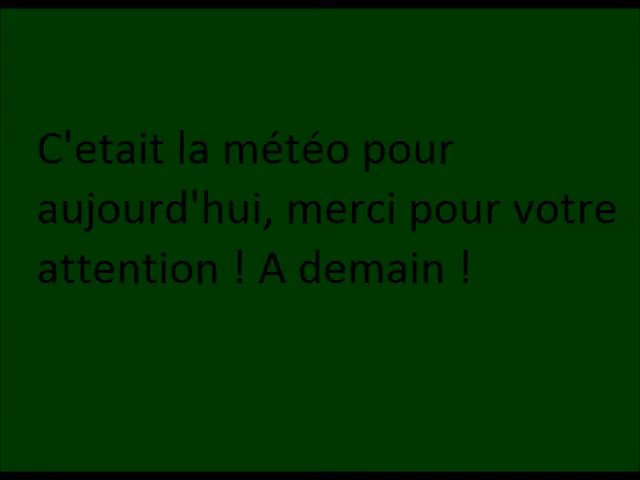 C'etait la météo pour
aujourd'hui, merci pour votre
attention ! A demain !